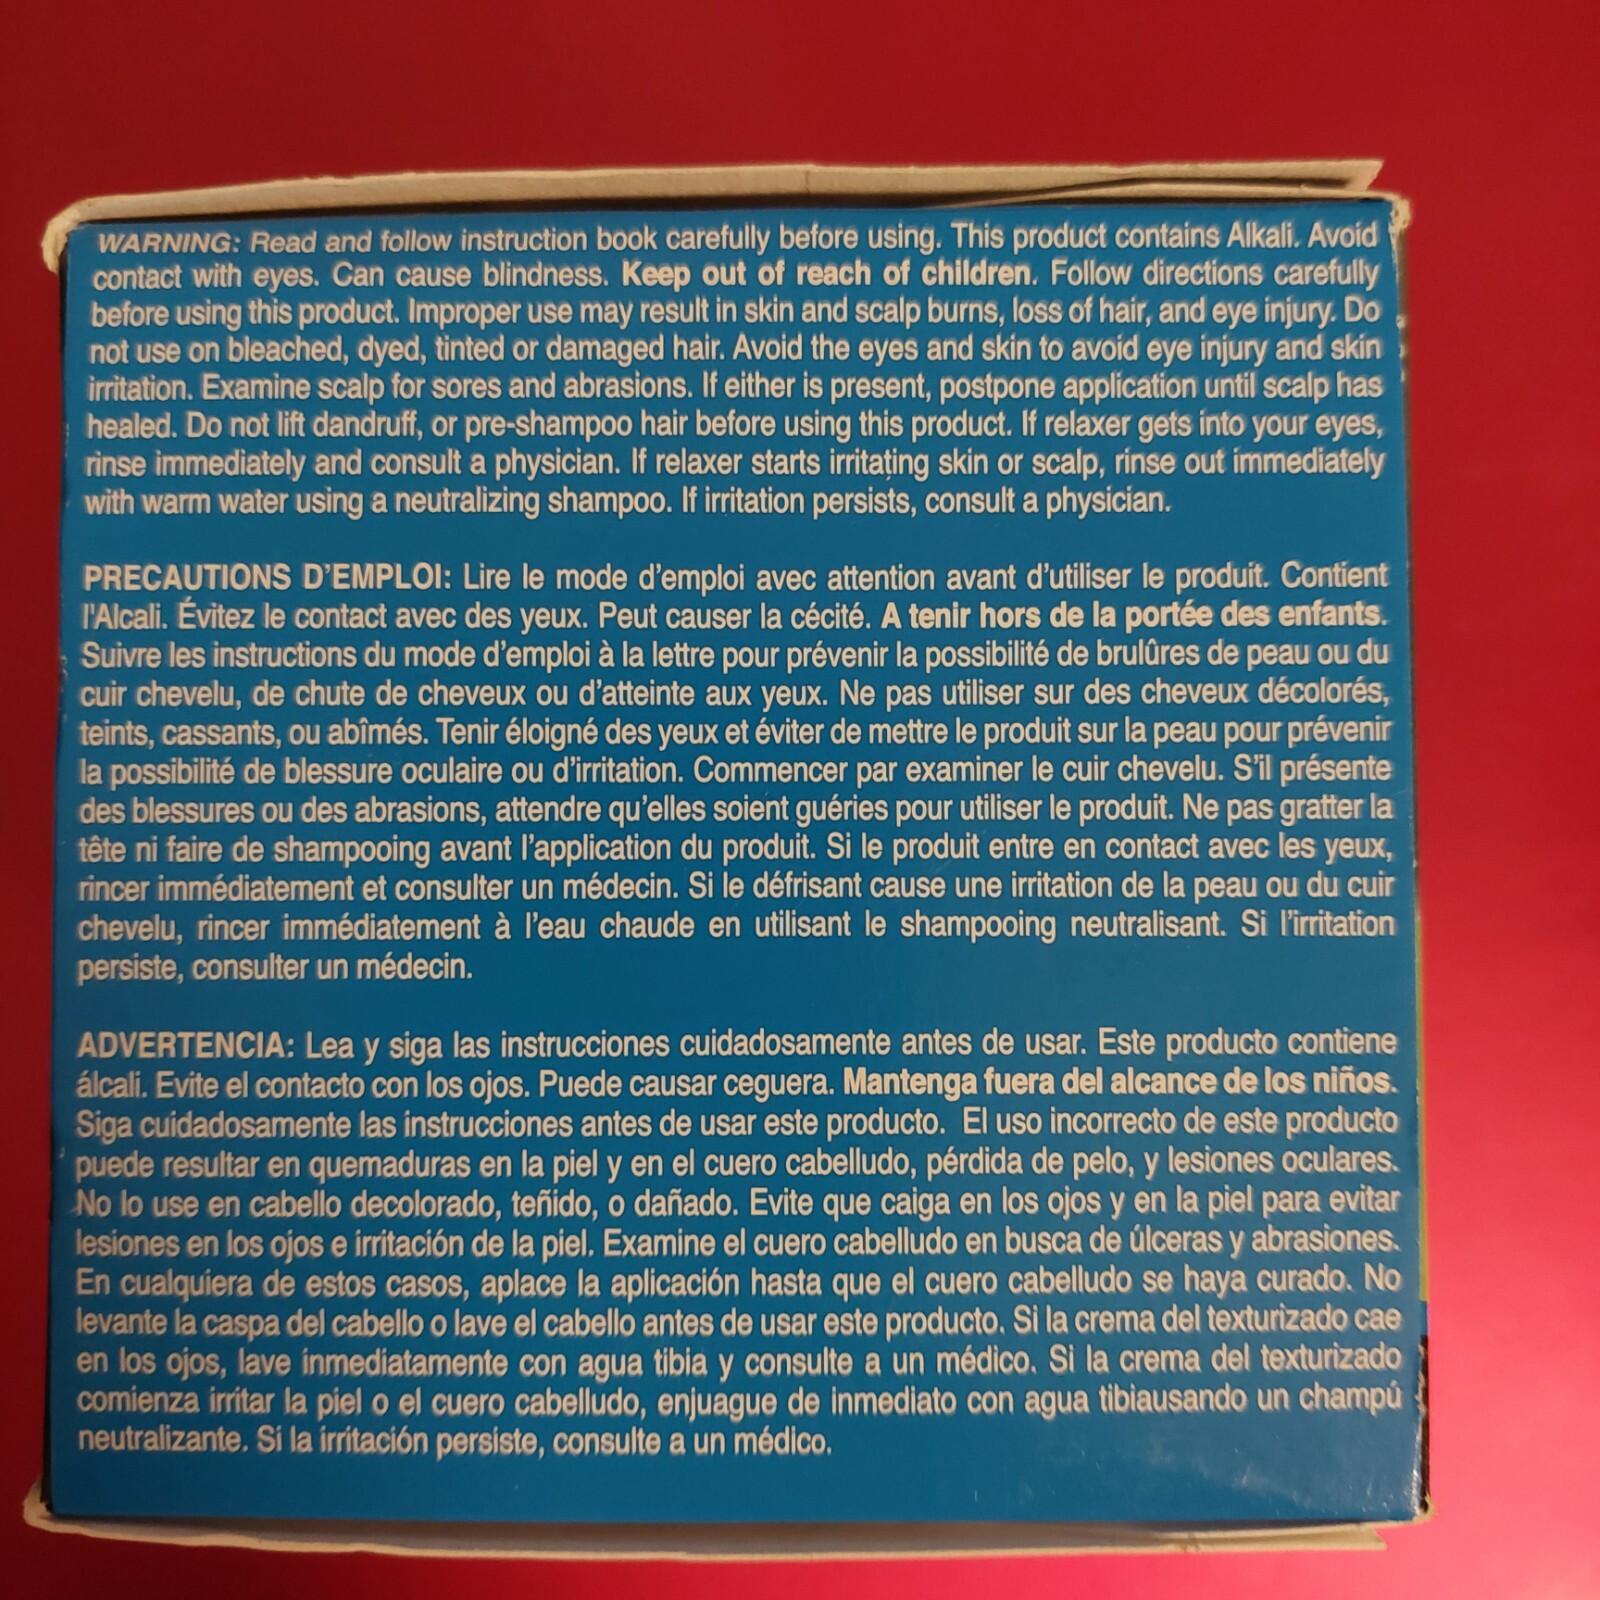 WARNING: Read and follow instruction book carefully before using. This product contains Alkali. Avoid
contact with eyes. Can cause blindness. Keep out of reach of children. Follow directions carefully
before using this product. Improper use may result in skin and scalp burns, loss of hair, and eye injury. Do
not use on bleached, dyed, tinted or damaged hair. Avoid the eyes and skin to avoid eye injury and skin
irritation. Examine scalp for sores and abrasions. If either is present, postpone application until scalp has
healed. Do not lift dandruff, or pre-shampoo hair before using this product. If relaxer gets into your eyes,
rinse immediately and consult a physician. If relaxer starts irritating skin or scalp, rinse out immediately
with warm water using a neutralizing shampoo. If irritation persists, consult a physician.
PRECAUTIONS D'EMPLOI: Lire le mode d'emploi avec attention avant d'utiliser le produit. Contient
l'Alcali. Évitez le contact avec des yeux. Peut causer la cécité. A tenir hors de la portée des enfants.
Suivre les instructions du mode d'emploi à la lettre pour prévenir la possibilité de brulûres de peau ou du
cuir chevelu, de chute de cheveux ou d'atteinte aux yeux. Ne pas utiliser sur des cheveux décolorés,
teints, cassants, ou abîmés. Tenir éloigné des yeux et éviter de mettre le produit sur la peau pour prévenir
la possibilité de blessure oculaire ou d'irritation. Commencer par examiner le cuir chevelu. S'il présente
des blessures ou des abrasions, attendre qu'elles soient guéries pour utiliser le produit. Ne pas gratter la
tête ni faire de shampooing avant l'application du produit. Si le produit entre en contact avec les yeux,
rincer immédiatement et consulter un médecin. Si le défrisant cause une irritation de la peau ou du cuir
chevelu, rincer immédiatement à l'eau chaude en utilisant le shampooing neutralisant. Si l'irritation
persiste, consulter un médecin.
ADVERTENCIA: Lea y siga las instrucciones cuidadosamente antes de usar. Este producto contiene
álcali. Evite el contacto con los ojos. Puede causar ceguera. Mantenga fuera del alcance de los niños.
Siga cuidadosamente las instrucciones antes de usar este producto. El uso incorrecto de este producto
puede resultar en quemaduras en la piel y en el cuero cabelludo, pérdida de pelo, y lesiones oculares.
No lo use en cabello decolorado, teñido, o dañado. Evite que caiga en los ojos y en la piel para evitar
lesiones en los ojos e irritación de la piel. Examine el cuero cabelludo en busca de úlceras y abrasiones.
En cualquiera de estos casos, aplace la aplicación hasta que el cuero cabelludo se haya curado. No
levante la caspa del cabello o lave el cabello antes de usar este producto. Si la crema del texturizado cae
en los ojos, lave inmediatamente con agua tibia y consulte a un médico. Si la crema del texturizado
comienza irritar la piel o el cuero cabelludo, enjuague de inmediato con agua tibiausando un champú
neutralizante. Si la irritación persiste, consulte a un médico.